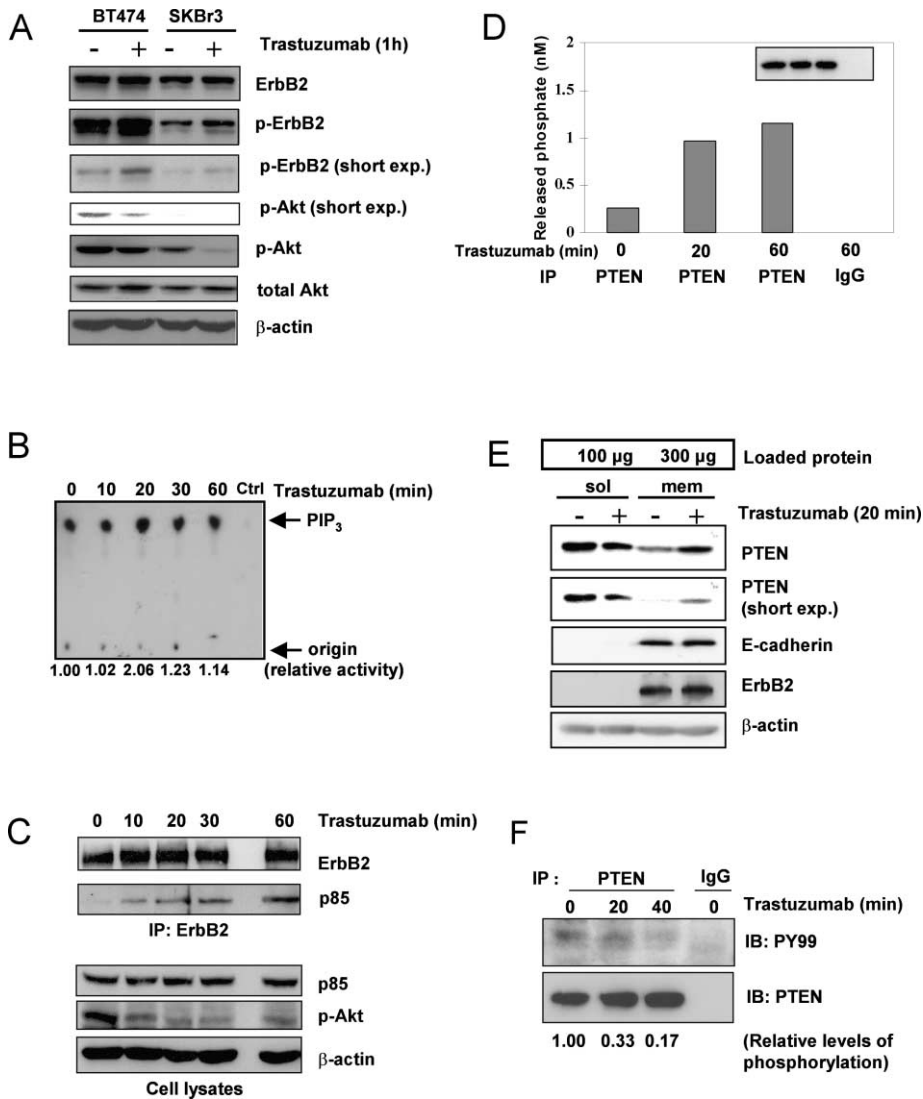 A
BT474 SKBr3
- + - + Trastuzumab (1h)
ErbB2
p-ErbB2
p-ErbB2 (short exp.)
p-Akt (short exp.)
p-Akt
total Akt
β-actin
B
0 10 20 30 60 Ctrl Trastuzumab (min)
PIP3
origin
1.00 1.02 2.06 1.23 1.14 (relative activity)
C
0 10 20 30 60 Trastuzumab (min)
ErbB2
p85
IP: ErbB2
p85
p-Akt
β-actin
Cell lysates
D
Released phosphate (nM)
2
1.5
1
0.5
0
Trastuzumab (min) 0 20 60 60
IP PTEN PTEN PTEN IgG
E
100 µg 300 µg Loaded protein
sol mem
- + - + Trastuzumab (20 min)
PTEN
PTEN
(short exp.)
E-cadherin
ErbB2
β-actin
F
IP : PTEN IgG
0 20 40 0 Trastuzumab (min)
IB: PY99
IB: PTEN
1.00 0.33 0.17 (Relative levels of
phosphorylation)